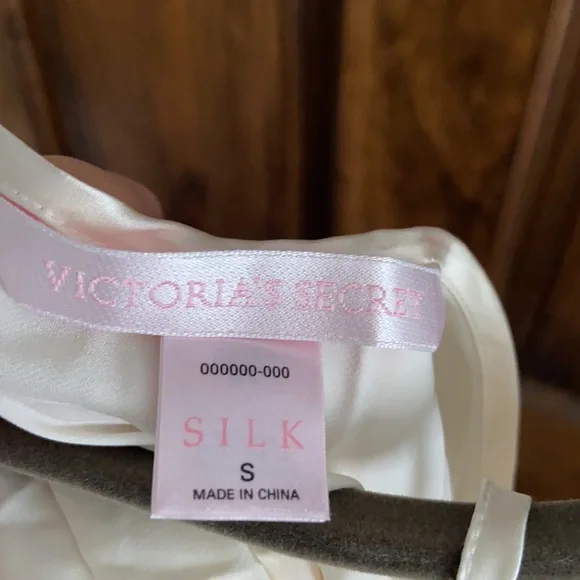 VICTORIA'S SECRET
000000-000
SILK
S
MADE IN CHINA